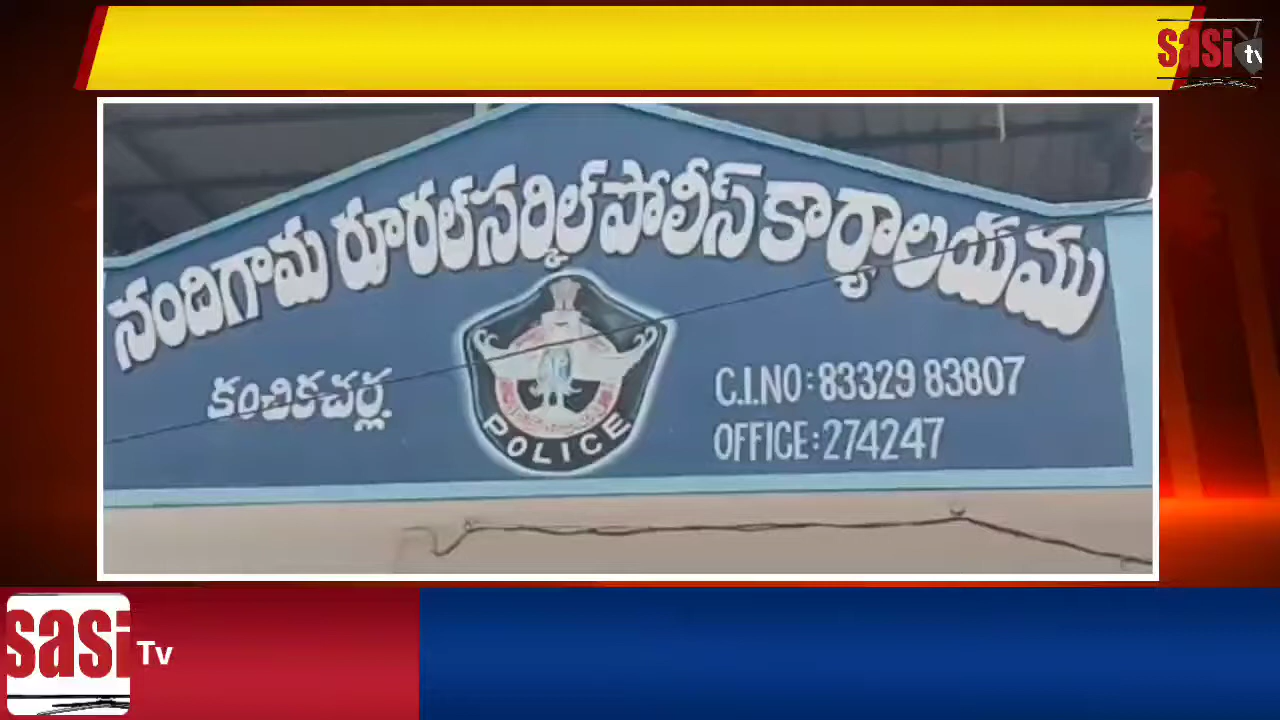 sasi tv
నందిగామ రూరల్ సర్కిల్ పోలీస్ కార్యాలయము
కంచికచర్ల.
POLICE
C.I.NO:83329 83807
OFFICE:274247
sasi Tv